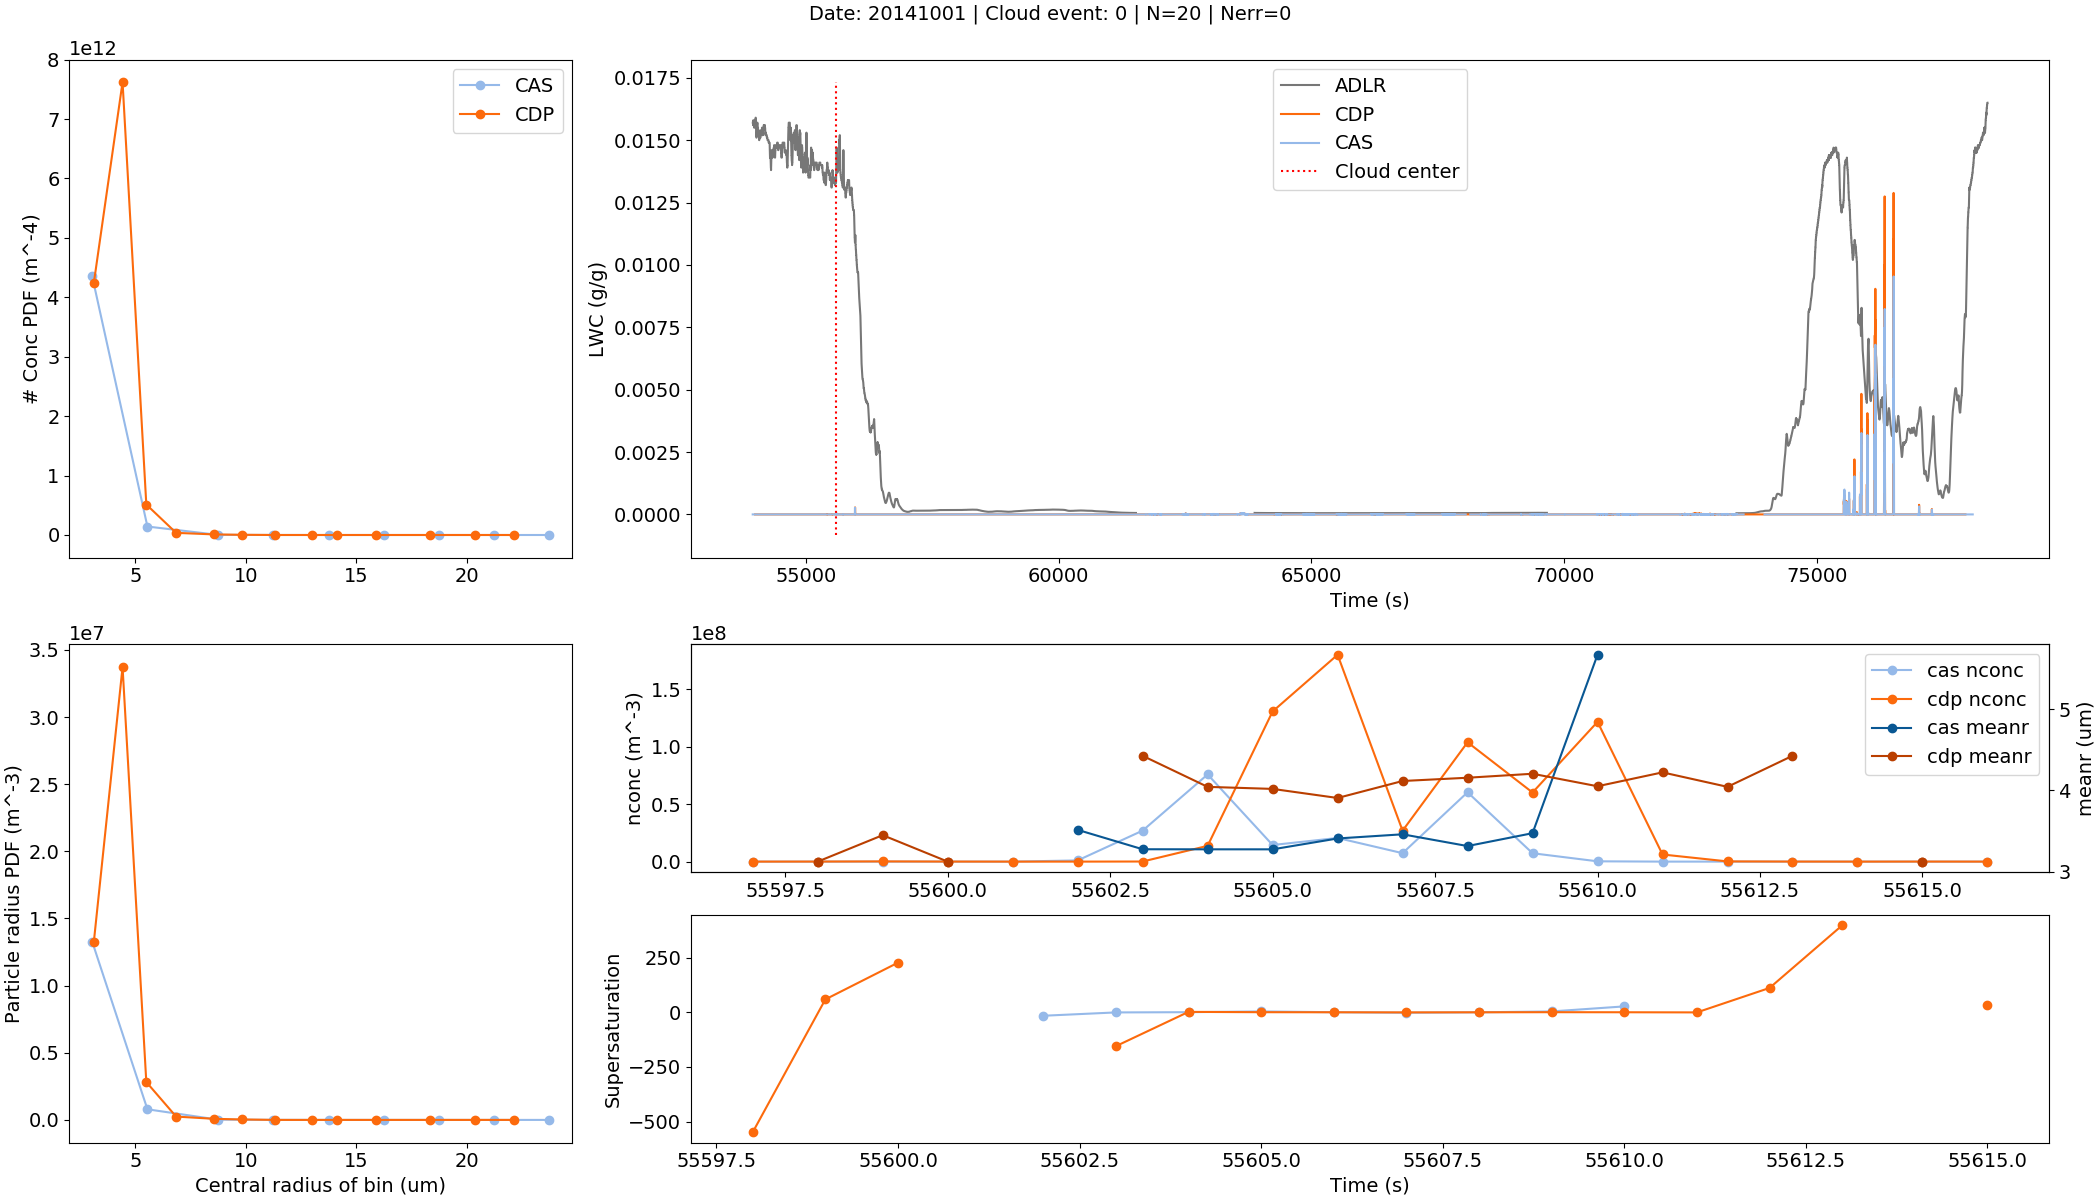 Date: 20141001 | Cloud event: 0 | N=20 | Nerr=0
1e12
# Conc PDF (m^-4)
8
7
6
5
4
3
2
1
0
CAS
CDP
5 10 15 20
LWC (g/g)
0.0175
0.0150
0.0125
0.0100
0.0075
0.0050
0.0025
0.0000
ADLR
CDP
CAS
Cloud center
55000 60000 65000 70000 75000
Time (s)
1e7
Particle radius PDF (m^-3)
3.5
3.0
2.5
2.0
1.5
1.0
0.5
0.0
5 10 15 20
Central radius of bin (um)
1e8
nconc (m^-3)
1.5
1.0
0.5
0.0
cas nconc
cdp nconc
cas meanr
cdp meanr
5
4
3
meanr (um)
55597.5 55600.0 55602.5 55605.0 55607.5 55610.0 55612.5 55615.0
Supersaturation
250
0
−250
−500
55597.5 55600.0 55602.5 55605.0 55607.5 55610.0 55612.5 55615.0
Time (s)